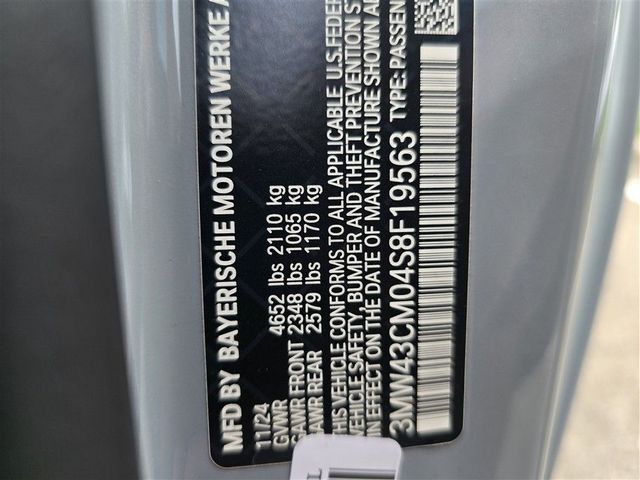 MFD BY BAYERISCHE MOTOREN WERKE A
11/24
GVWR 4652 lbs 2110 kg
GAWR FRONT 2348 lbs 1065 kg
GAWR REAR 2579 lbs 1170 kg
THIS VEHICLE CONFORMS TO ALL APPLICABLE U.S. FEDER
VEHICLE SAFETY, BUMPER AND THEFT PREVENTION ST
IN EFFECT ON THE DATE OF MANUFACTURE SHOWN AB
3MW43CM04S8F19563 TYPE: PASSEN
L